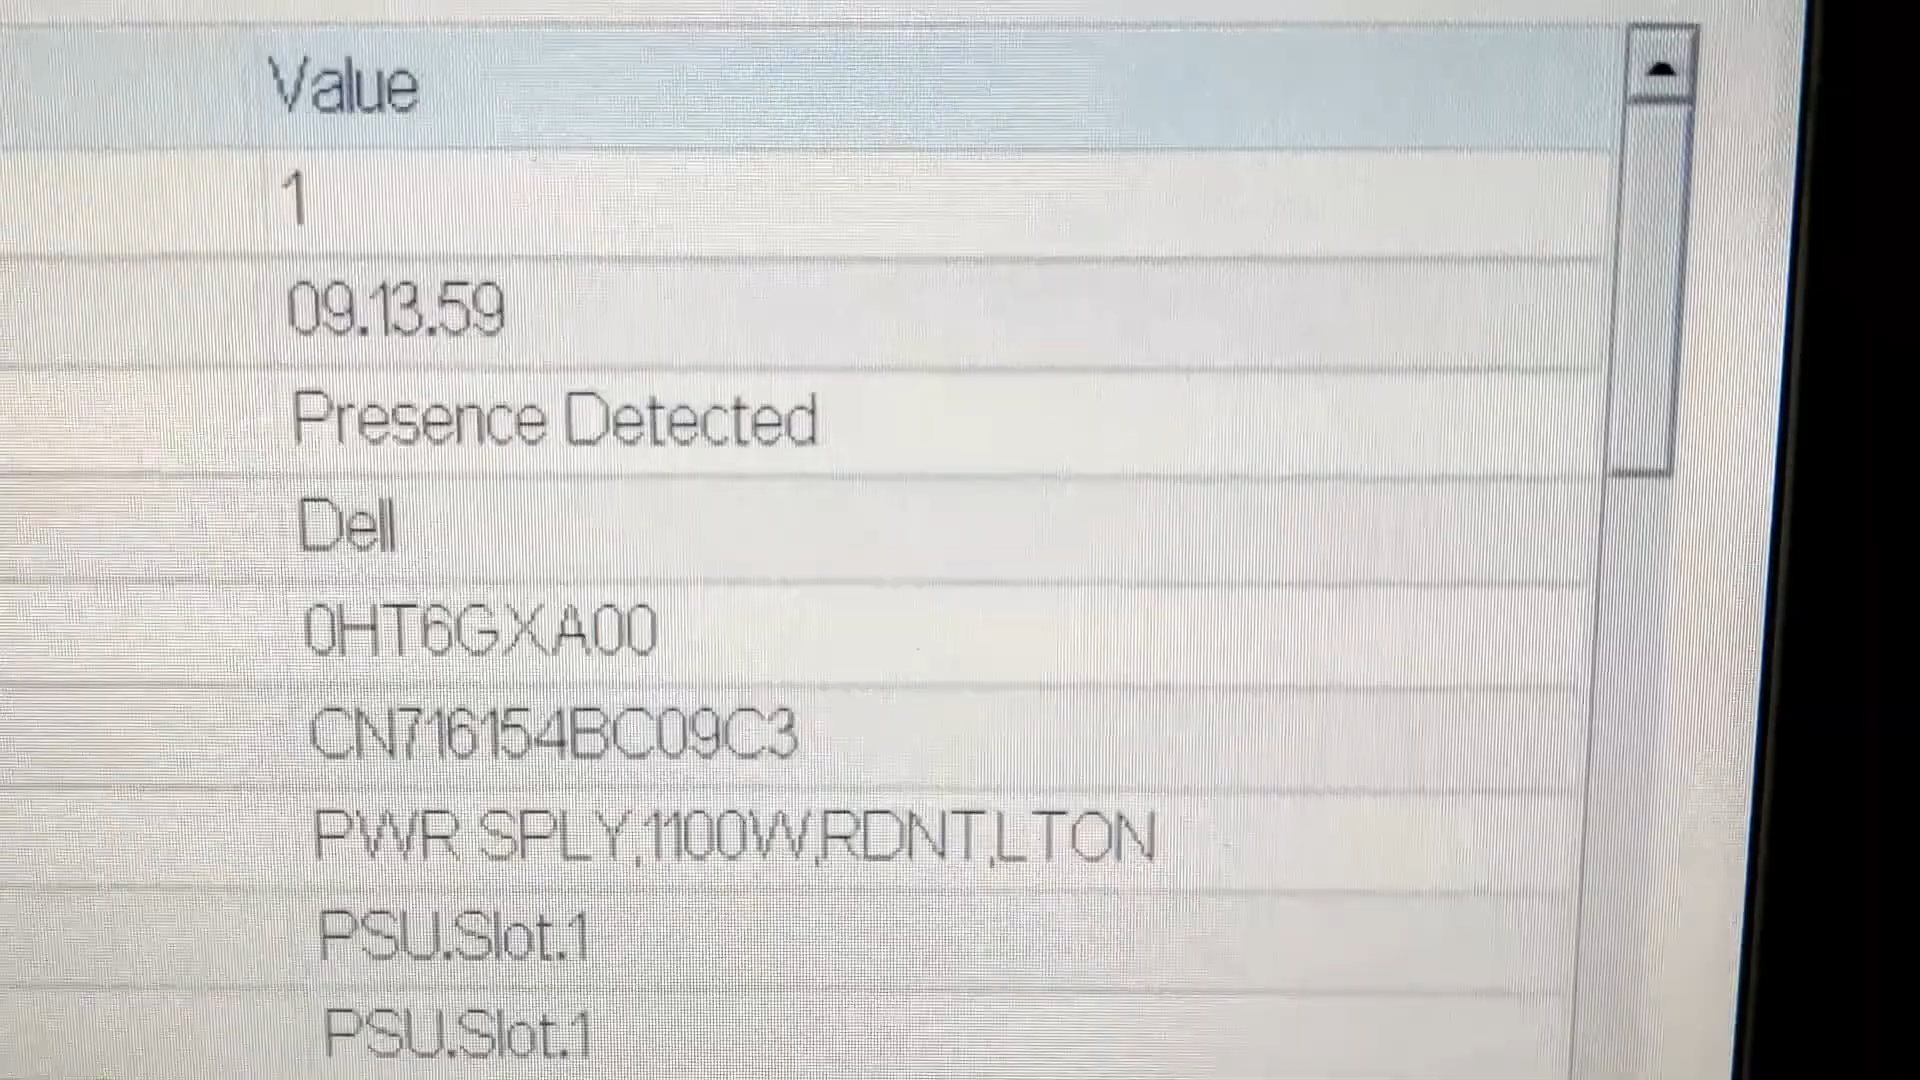 Value
1
09.13.59
Presence Detected
Dell
0HT6GXA00
CN716154BC09C3
PWR SPLY,1100W,RDNT,LTON
PSU.Slot.1
PSU.Slot.1